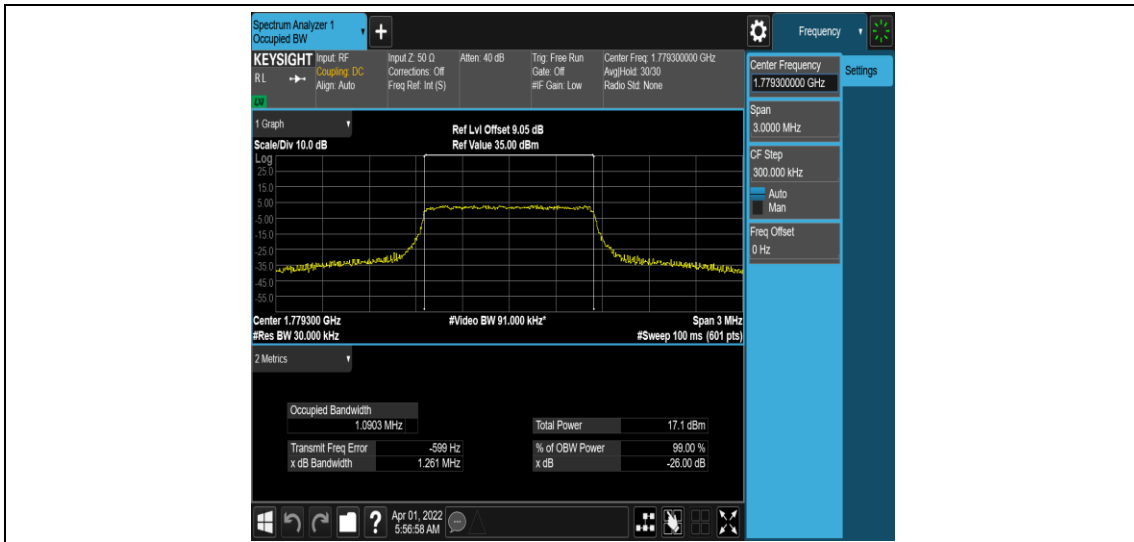 Spectrum Analyzer 1
Occupied BW
+
Frequency
KEYSIGHT
RL
LXI
Input: RF
Coupling: DC
Align: Auto
Input Z: 50 Ω
Corrections: Off
Freq Ref: Int (S)
Atten: 40 dB
Trig: Free Run
Gate: Off
#IF Gain: Low
Center Freq: 1.779300000 GHz
Avg|Hold: 30/30
Radio Std: None
Center Frequency
1.779300000 GHz
Settings
Span
3.0000 MHz
CF Step
300.000 kHz
Auto
Man
Freq Offset
0 Hz
1 Graph
Scale/Div 10.0 dB
Ref Lvl Offset 9.05 dB
Ref Value 35.00 dBm
Log
25.0
15.0
5.00
-5.00
-15.0
-25.0
-35.0
-45.0
-55.0
Center 1.779300 GHz
#Res BW 30.000 kHz
#Video BW 91.000 kHz*
Span 3 MHz
#Sweep 100 ms (601 pts)
2 Metrics
Occupied Bandwidth
1.0903 MHz
Total Power 17.1 dBm
Transmit Freq Error -599 Hz
% of OBW Power 99.00 %
x dB Bandwidth 1.261 MHz
x dB -26.00 dB
?
Apr 01, 2022
5:56:58 AM